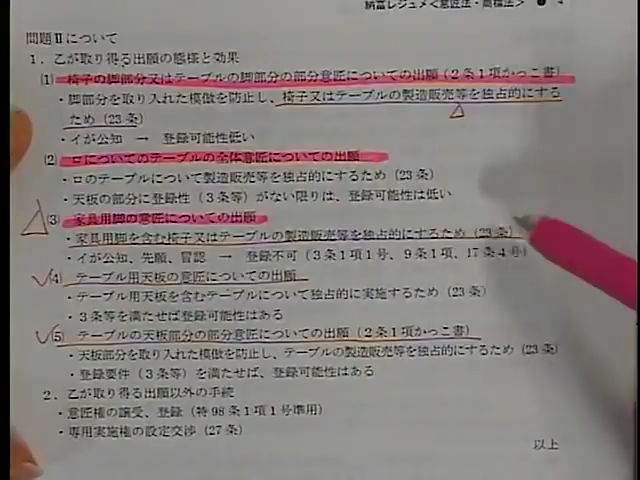 納富レジュメ<意匠法・商標法> ● 4
問題Ⅱについて
1．乙が取り得る出願の態様と効果
(1) 椅子の脚部分又はテーブルの脚部分の部分意匠についての出願（2条1項かっこ書）
・脚部分を取り入れた模倣を防止し、椅子又はテーブルの製造販売等を独占的にする
ため（23条）
・イが公知 → 登録可能性低い
(2) ロについてのテーブルの全体意匠についての出願
・ロのテーブルについて製造販売等を独占的にするため（23条）
・天板の部分に登録性（3条等）がない限りは、登録可能性は低い
(3) 家具用脚の意匠についての出願
・家具用脚を含む椅子又はテーブルの製造販売等を独占的にするため（23条）
・イが公知、先願、冒認 → 登録不可（3条1項1号、9条1項、17条4号）
(4) テーブル用天板の意匠についての出願
・テーブル用天板を含むテーブルについて独占的に実施するため（23条）
・3条等を満たせば登録可能性はある
(5) テーブルの天板部分の部分意匠についての出願（2条1項かっこ書）
・天板部分を取り入れた模倣を防止し、テーブルの製造販売等を独占的にするため（23条）
・登録要件（3条等）を満たせば、登録可能性はある
2．乙が取り得る出願以外の手続
・意匠権の譲受、登録（特98条1項1号準用）
・専用実施権の設定交渉（27条）
以上